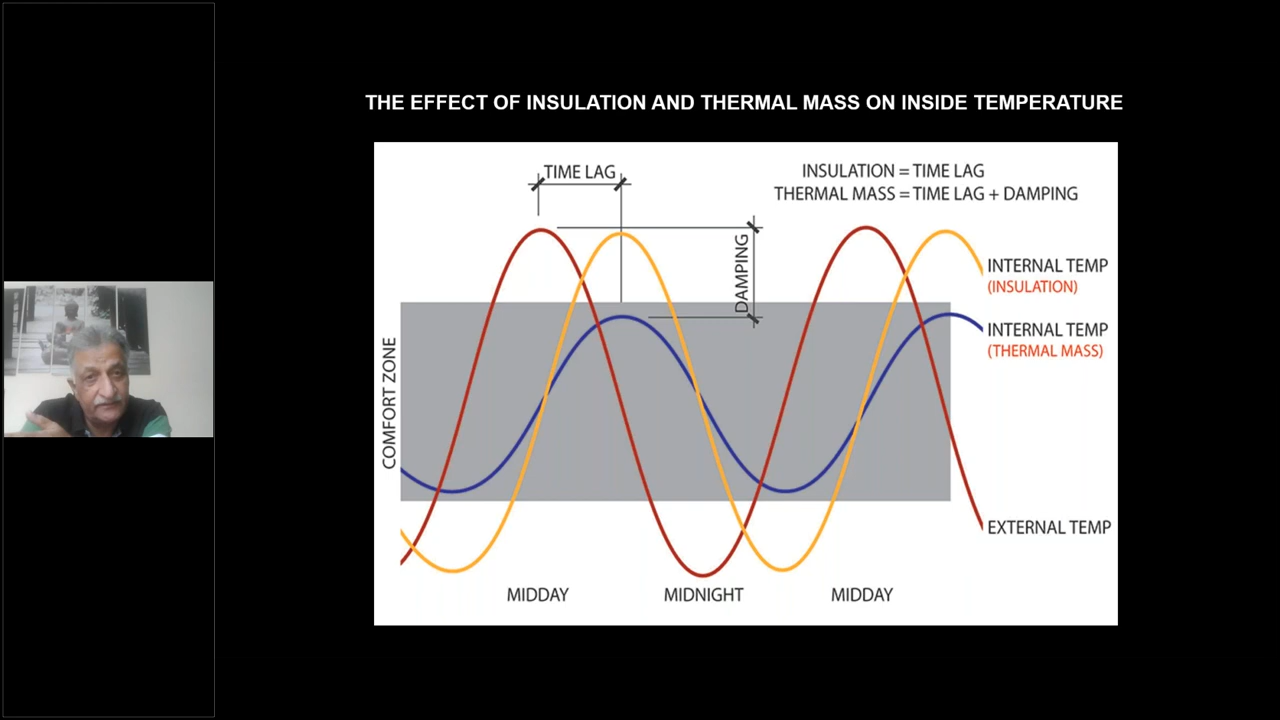 THE EFFECT OF INSULATION AND THERMAL MASS ON INSIDE TEMPERATURE
TIME LAG
INSULATION = TIME LAG
THERMAL MASS = TIME LAG + DAMPING
DAMPING
INTERNAL TEMP
(INSULATION)
INTERNAL TEMP
(THERMAL MASS)
COMFORT ZONE
EXTERNAL TEMP
MIDDAY
MIDNIGHT
MIDDAY